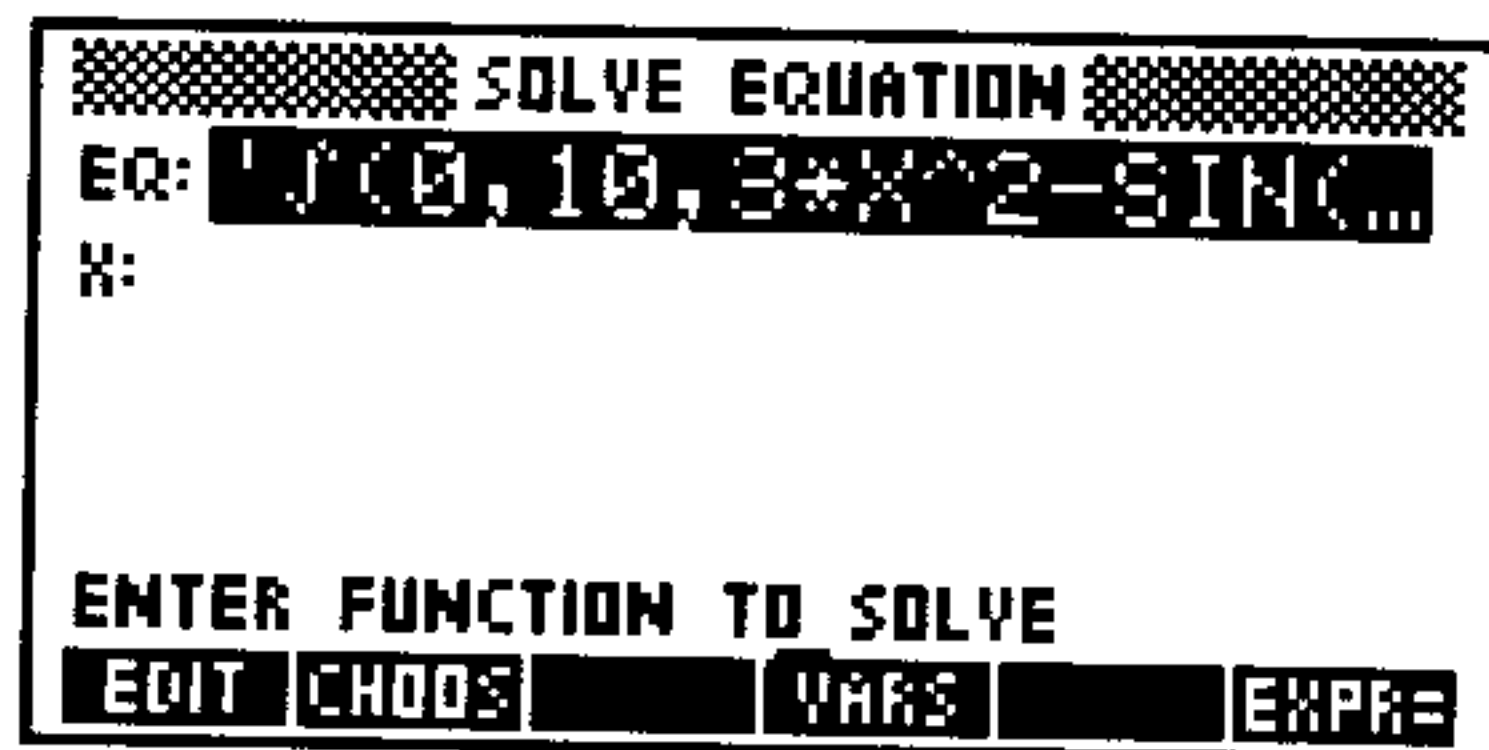 SOLVE EQUATION
EQ: '∫(0,10,3*X^2-SIN(…
X:
ENTER FUNCTION TO SOLVE
EDIT CHOOS VARS EXPR=